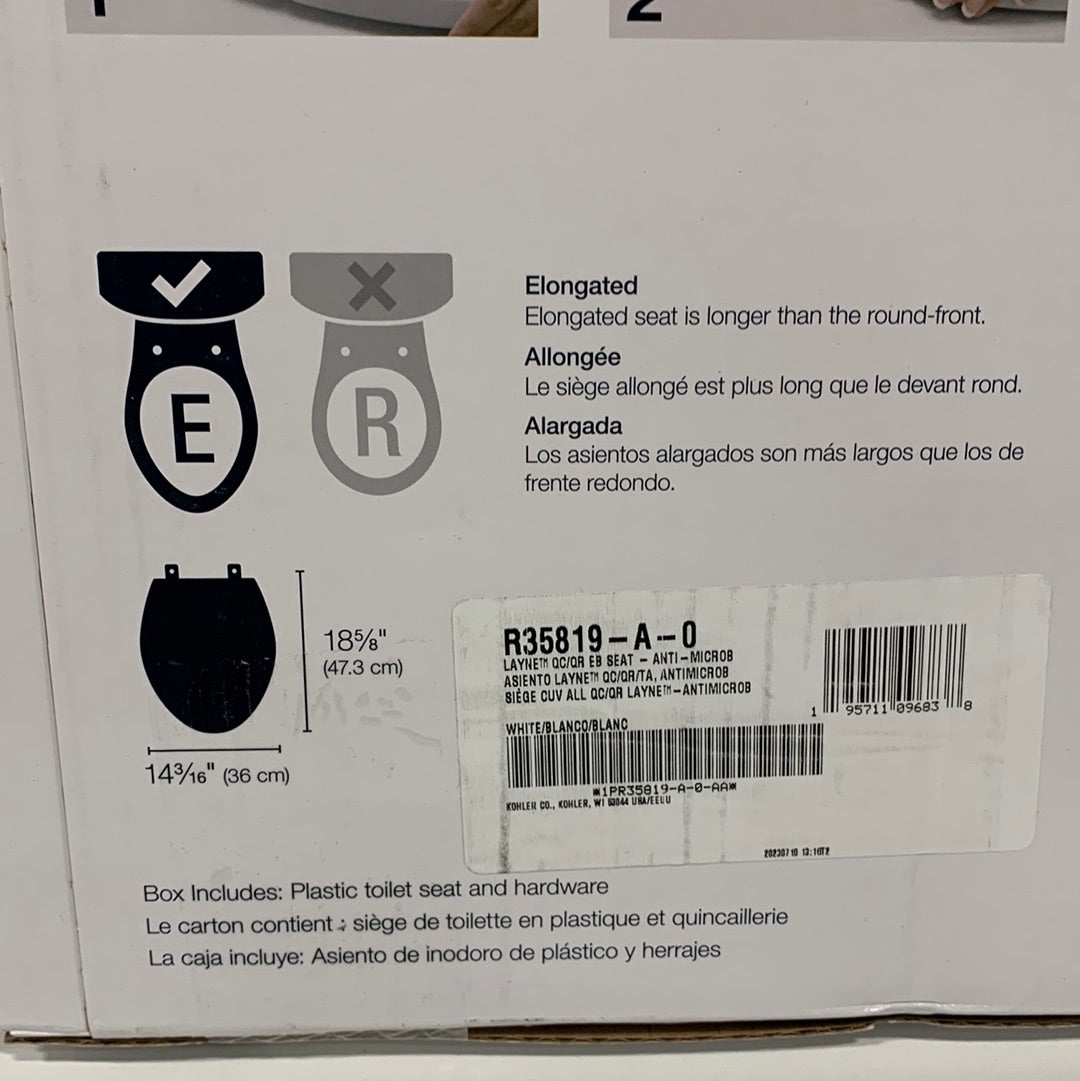 1
2
E
R
Elongated
Elongated seat is longer than the round-front.
Allongée
Le siège allongé est plus long que le devant rond.
Alargada
Los asientos alargados son más largos que los de
frente redondo.
18⅝"
(47.3 cm)
14³⁄₁₆" (36 cm)
R35819-A--0
LAYNE™ QC/QR EB SEAT - ANTI-MICROB
ASIENTO LAYNE™ QC/QR/TA, ANTIMICROB
SIÈGE CUV ALL QC/QR LAYNE™-ANTIMICROB
1 95711 09683 8
WHITE/BLANCO/BLANC
*1PR35819-A-0-AA*
KOHLER CO., KOHLER, WI 53044 USA/EEUU
20230710 13:16T2
Box Includes: Plastic toilet seat and hardware
Le carton contient : siège de toilette en plastique et quincaillerie
La caja incluye: Asiento de inodoro de plástico y herrajes